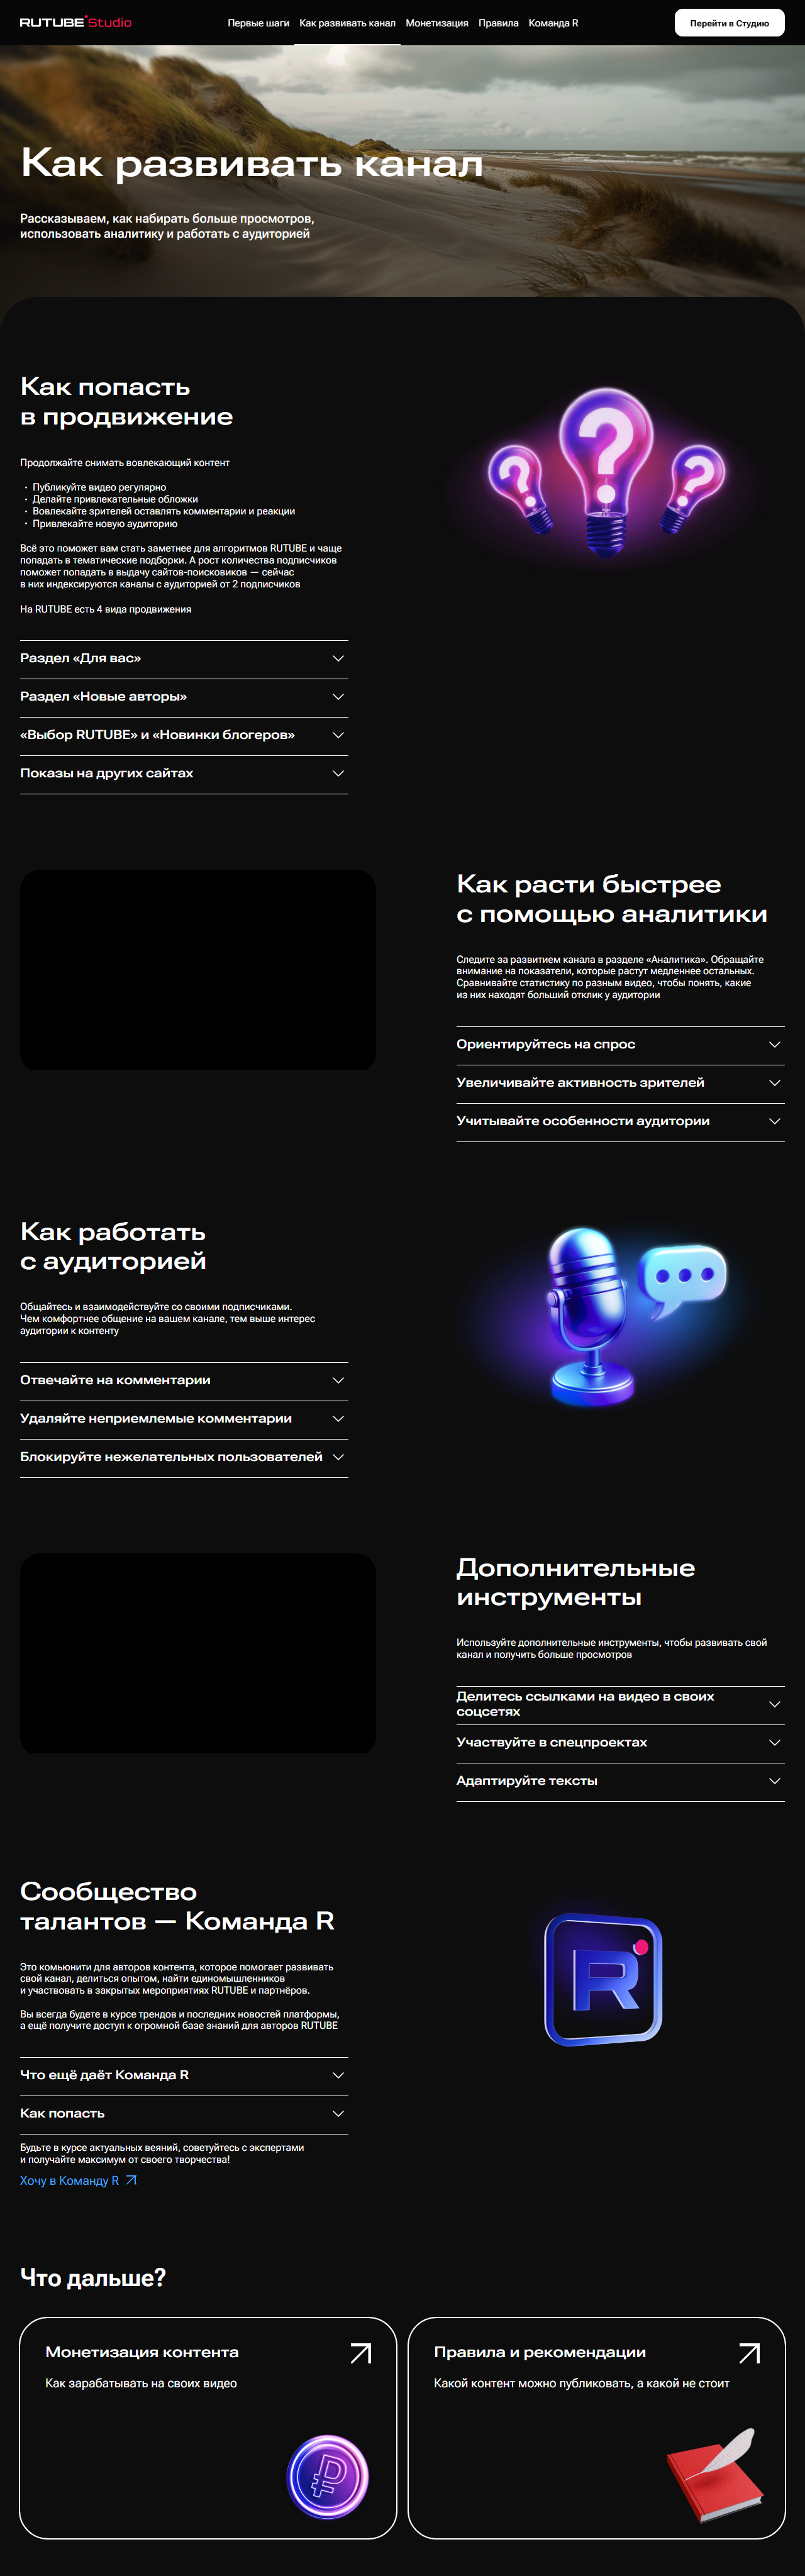 RUTUBE Studio
Первые шаги
Как развивать канал
Монетизация
Правила
Команда R
Перейти в Студию
Как развивать канал
Рассказываем, как набирать больше просмотров,
использовать аналитику и работать с аудиторией
Как попасть
в продвижение
Продолжайте снимать вовлекающий контент
· Публикуйте видео регулярно
· Делайте привлекательные обложки
· Вовлекайте зрителей оставлять комментарии и реакции
· Привлекайте новую аудиторию
Всё это поможет вам стать заметнее для алгоритмов RUTUBE и чаще
попадать в тематические подборки. А рост количества подписчиков
поможет попадать в выдачу сайтов-поисковиков — сейчас
в них индексируются каналы с аудиторией от 2 подписчиков
На RUTUBE есть 4 вида продвижения
Раздел «Для вас»
Раздел «Новые авторы»
«Выбор RUTUBE» и «Новинки блогеров»
Показы на других сайтах
Как расти быстрее
с помощью аналитики
Следите за развитием канала в разделе «Аналитика». Обращайте
внимание на показатели, которые растут медленнее остальных.
Сравнивайте статистику по разным видео, чтобы понять, какие
из них находят больший отклик у аудитории
Ориентируйтесь на спрос
Увеличивайте активность зрителей
Учитывайте особенности аудитории
Как работать
с аудиторией
Общайтесь и взаимодействуйте со своими подписчиками.
Чем комфортнее общение на вашем канале, тем выше интерес
аудитории к контенту
Отвечайте на комментарии
Удаляйте неприемлемые комментарии
Блокируйте нежелательных пользователей
Дополнительные
инструменты
Используйте дополнительные инструменты, чтобы развивать свой
канал и получить больше просмотров
Делитесь ссылками на видео в своих
соцсетях
Участвуйте в спецпроектах
Адаптируйте тексты
Сообщество
талантов — Команда R
Это комьюнити для авторов контента, которое помогает развивать
свой канал, делиться опытом, найти единомышленников
и участвовать в закрытых мероприятиях RUTUBE и партнёров.
Вы всегда будете в курсе трендов и последних новостей платформы,
а ещё получите доступ к огромной базе знаний для авторов RUTUBE
R
Что ещё даёт Команда R
Как попасть
Будьте в курсе актуальных веяний, советуйтесь с экспертами
и получайте максимум от своего творчества!
Хочу в Команду R
Что дальше?
Монетизация контента
Как зарабатывать на своих видео
Правила и рекомендации
Какой контент можно публиковать, а какой не стоит